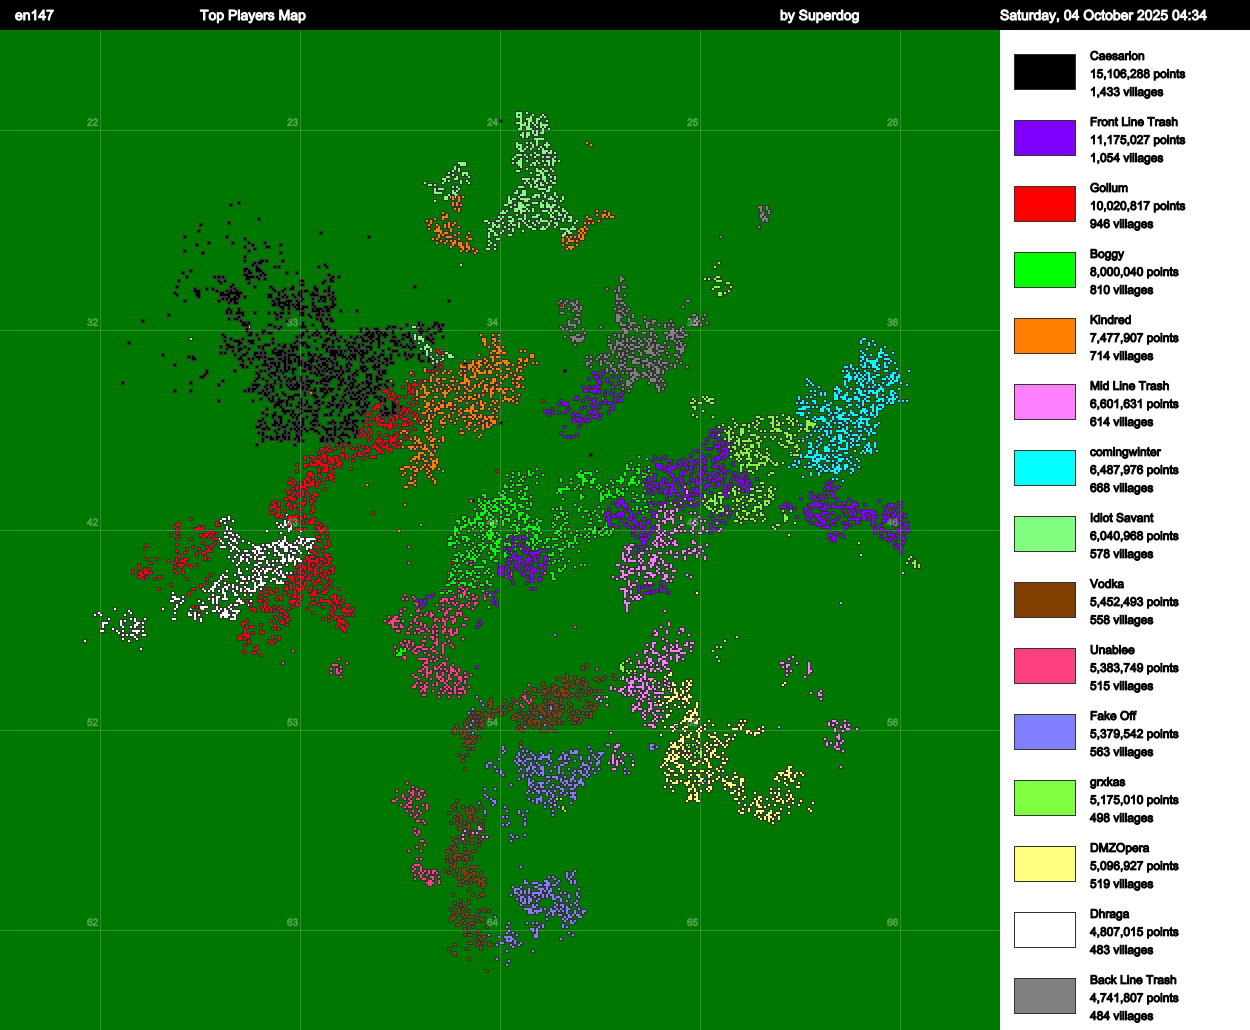 en147 Top Players Map by Superdog Saturday, 04 October 2025 04:34
22 23 24 25 26
32 33 34 35 36
42 43 44 45 46
52 53 54 56
62 63 64 65 66
Caesarion
15,106,288 points
1,433 villages
Front Line Trash
11,175,027 points
1,054 villages
Gollum
10,020,817 points
946 villages
Boggy
8,000,040 points
810 villages
Kindred
7,477,907 points
714 villages
Mid Line Trash
6,601,631 points
614 villages
comingwinter
6,487,976 points
668 villages
Idiot Savant
6,040,968 points
578 villages
Vodka
5,452,493 points
558 villages
Unablee
5,383,749 points
515 villages
Fake Off
5,379,542 points
563 villages
grxkas
5,175,010 points
498 villages
DMZOpera
5,096,927 points
519 villages
Dhraga
4,807,015 points
483 villages
Back Line Trash
4,741,807 points
484 villages